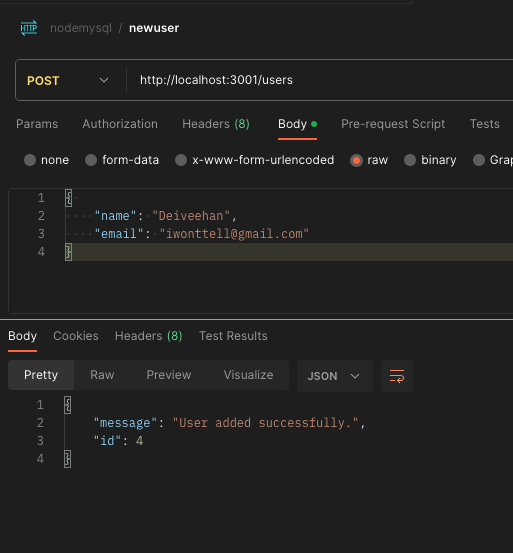 HTTP nodemysql / newuser
POST http://localhost:3001/users
Params Authorization Headers (8) Body Pre-request Script Tests
none form-data x-www-form-urlencoded raw binary Grap
1 {
2 "name": "Deiveehan",
3 "email": "iwonttell@gmail.com"
4 }
Body Cookies Headers (8) Test Results
Pretty Raw Preview Visualize JSON
1 {
2 "message": "User added successfully.",
3 "id": 4
4 }